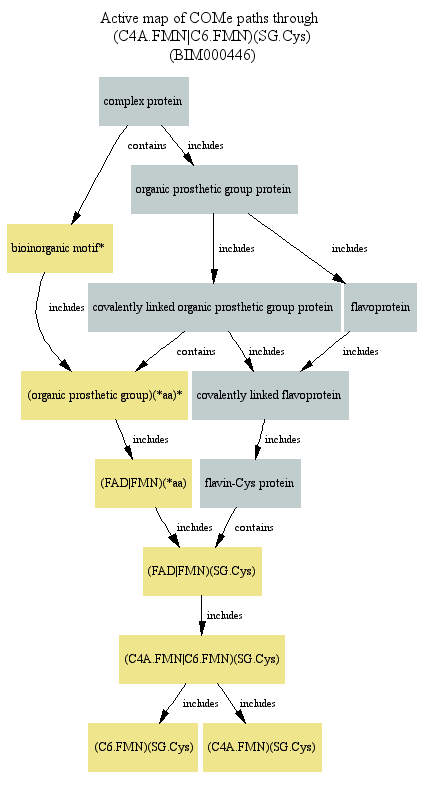 Active map of COMe paths through
(C4A.FMN|C6.FMN)(SG.Cys)
(BIM000446)
complex protein
contains
includes
organic prosthetic group protein
bioinorganic motif*
includes
includes
includes
covalently linked organic prosthetic group protein
flavoprotein
contains
includes
includes
(organic prosthetic group)(*aa)*
covalently linked flavoprotein
includes
includes
(FAD|FMN)(*aa)
flavin-Cys protein
includes
contains
(FAD|FMN)(SG.Cys)
includes
(C4A.FMN|C6.FMN)(SG.Cys)
includes
includes
(C6.FMN)(SG.Cys)
(C4A.FMN)(SG.Cys)